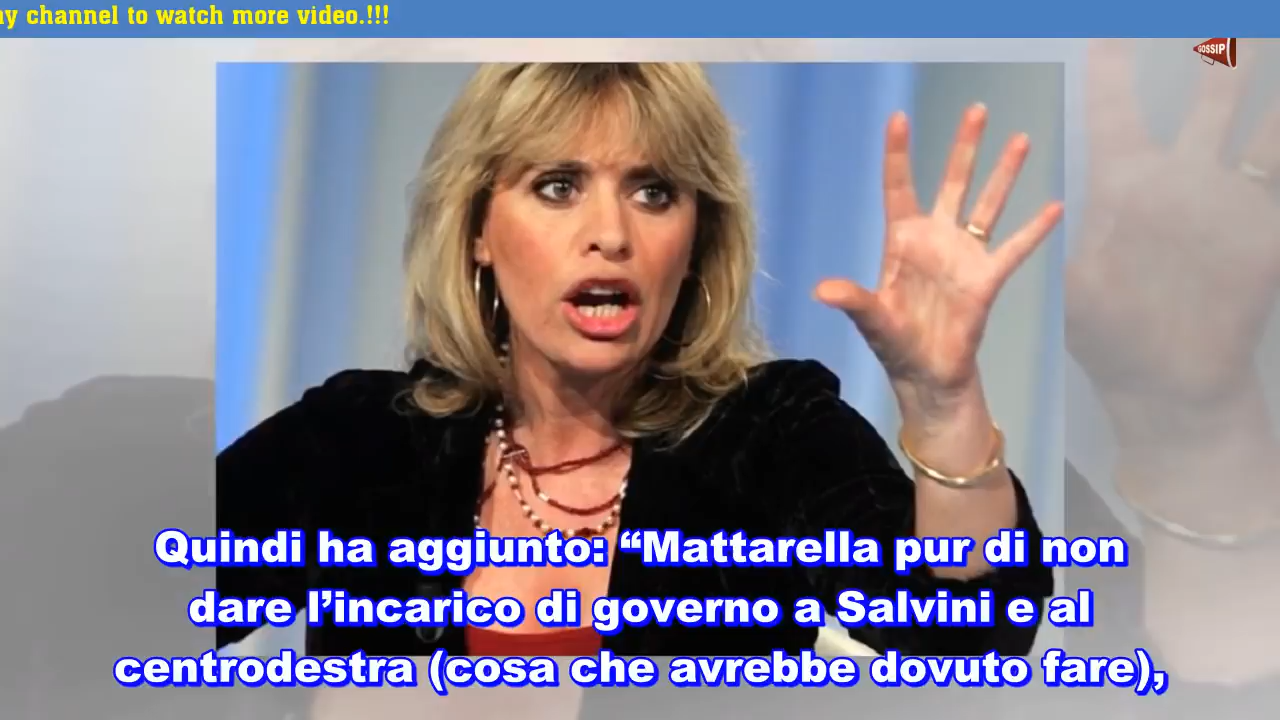 ny channel to watch more video.!!!
GOSSIP
Quindi ha aggiunto: “Mattarella pur di non
dare l’incarico di governo a Salvini e al
centrodestra (cosa che avrebbe dovuto fare),